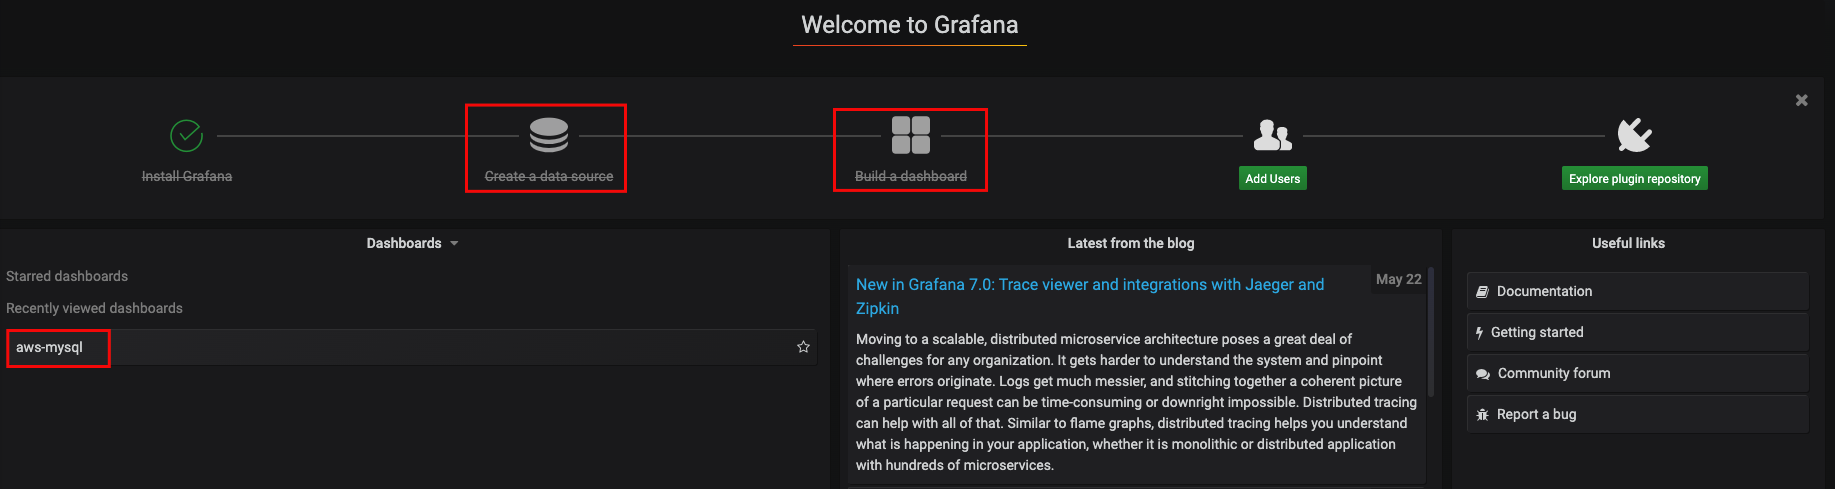 Welcome to Grafana
Install Grafana
Create a data source
Build a dashboard
Add Users
Explore plugin repository
Dashboards
Starred dashboards
Recently viewed dashboards
aws-mysql
Latest from the blog
New in Grafana 7.0: Trace viewer and integrations with Jaeger and
Zipkin
May 22
Moving to a scalable, distributed microservice architecture poses a great deal of
challenges for any organization. It gets harder to understand the system and pinpoint
where errors originate. Logs get much messier, and stitching together a coherent picture
of a particular request can be time-consuming or downright impossible. Distributed tracing
can help with all of that. Similar to flame graphs, distributed tracing helps you understand
what is happening in your application, whether it is monolithic or distributed application
with hundreds of microservices.
Useful links
Documentation
Getting started
Community forum
Report a bug